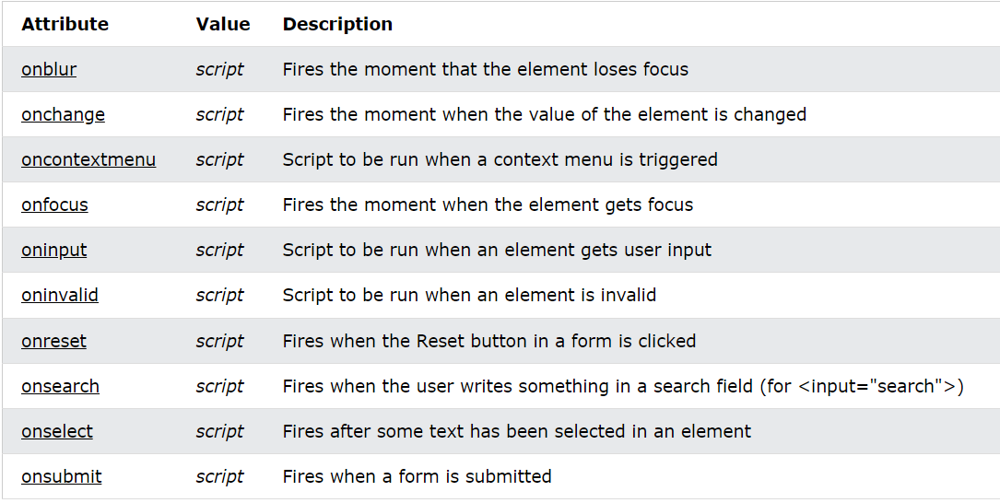 Attribute Value Description
onblur script Fires the moment that the element loses focus
onchange script Fires the moment when the value of the element is changed
oncontextmenu script Script to be run when a context menu is triggered
onfocus script Fires the moment when the element gets focus
oninput script Script to be run when an element gets user input
oninvalid script Script to be run when an element is invalid
onreset script Fires when the Reset button in a form is clicked
onsearch script Fires when the user writes something in a search field (for <input="search">)
onselect script Fires after some text has been selected in an element
onsubmit script Fires when a form is submitted